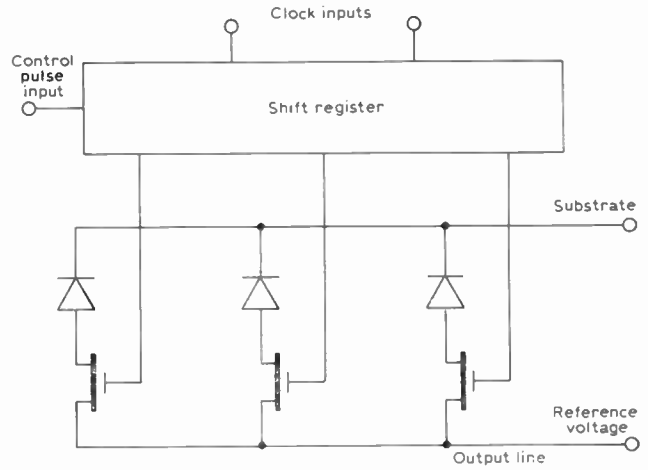 Clock inputs
Control
pulse
input
Shift register
Substrate
Reference
voltage
Output line